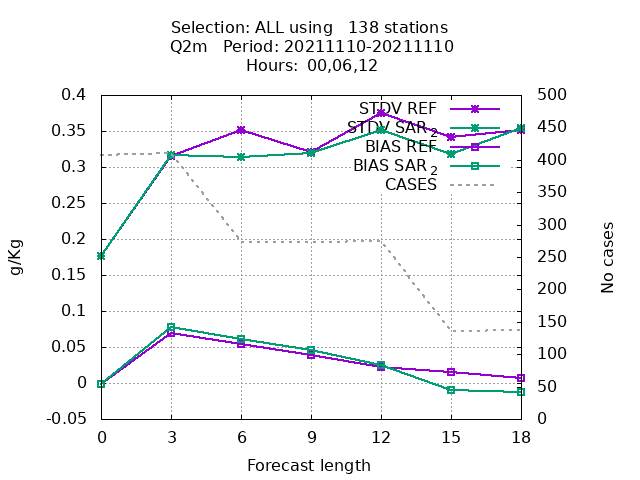 Selection: ALL using   138 stations
Q2m   Period: 20211110-20211110
Hours:  00,06,12
0.4
0.35
0.3
0.25
0.2
0.15
0.1
0.05
0
-0.05
g/Kg
500
450
400
350
300
250
200
150
100
50
0
No cases
STDV REF
STDV SAR 2
BIAS REF
BIAS SAR 2
CASES
0 3 6 9 12 15 18
Forecast length